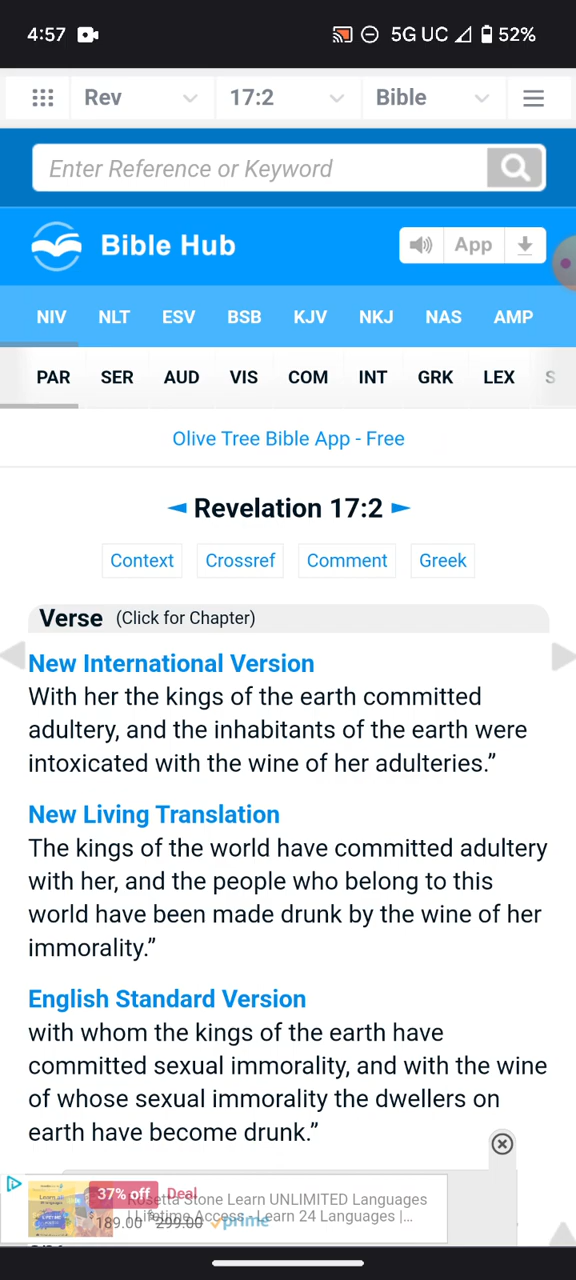 4:57 5G UC 52%
Rev 17:2 Bible
Enter Reference or Keyword
Bible Hub App
NIV NLT ESV BSB KJV NKJ NAS AMP
PAR SER AUD VIS COM INT GRK LEX S
Olive Tree Bible App - Free
◄ Revelation 17:2 ►
Context Crossref Comment Greek
Verse (Click for Chapter)
New International Version
With her the kings of the earth committed
adultery, and the inhabitants of the earth were
intoxicated with the wine of her adulteries.”
New Living Translation
The kings of the world have committed adultery
with her, and the people who belong to this
world have been made drunk by the wine of her
immorality.”
English Standard Version
with whom the kings of the earth have
committed sexual immorality, and with the wine
of whose sexual immorality the dwellers on
earth have become drunk.”
37% off Deal
Rosetta Stone Learn UNLIMITED Languages
Lifetime Access - Learn 24 Languages |...
189.00 299.00 prime